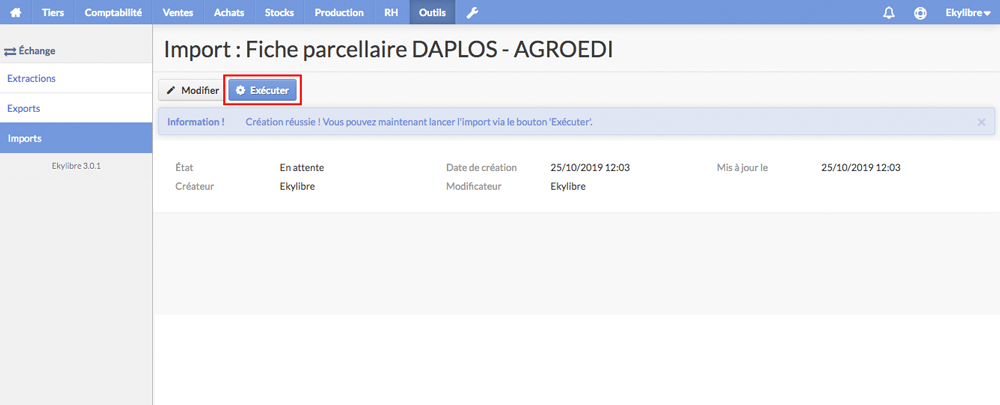 Tiers Comptabilité Ventes Achats Stocks Production RH Outils Ekylibre
Échange
Extractions
Exports
Imports
Ekylibre 3.0.1
Import : Fiche parcellaire DAPLOS - AGROEDI
Modifier Exécuter
Information ! Création réussie ! Vous pouvez maintenant lancer l'import via le bouton 'Exécuter'. ×
État En attente Date de création 25/10/2019 12:03 Mis à jour le 25/10/2019 12:03
Créateur Ekylibre Modificateur Ekylibre